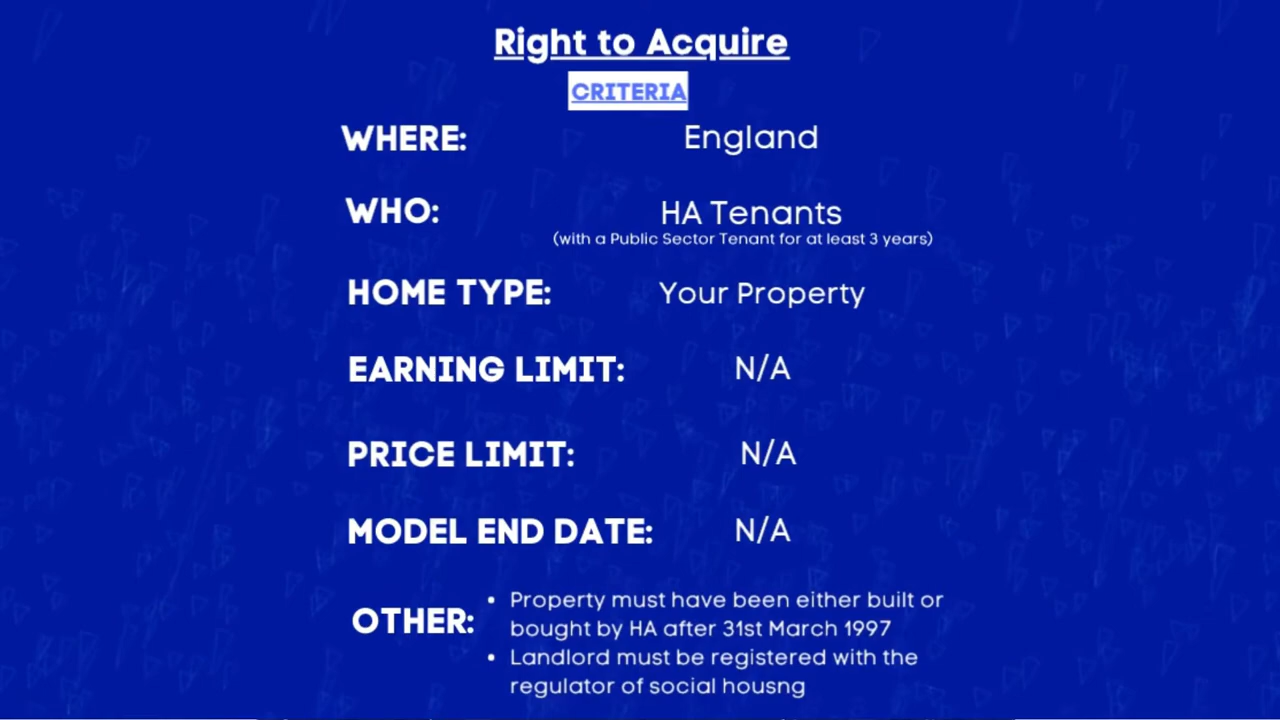 Right to Acquire
CRITERIA
WHERE: England
WHO: HA Tenants
(with a Public Sector Tenant for at least 3 years)
HOME TYPE: Your Property
EARNING LIMIT: N/A
PRICE LIMIT: N/A
MODEL END DATE: N/A
OTHER:
• Property must have been either built or
bought by HA after 31st March 1997
• Landlord must be registered with the
regulator of social housng